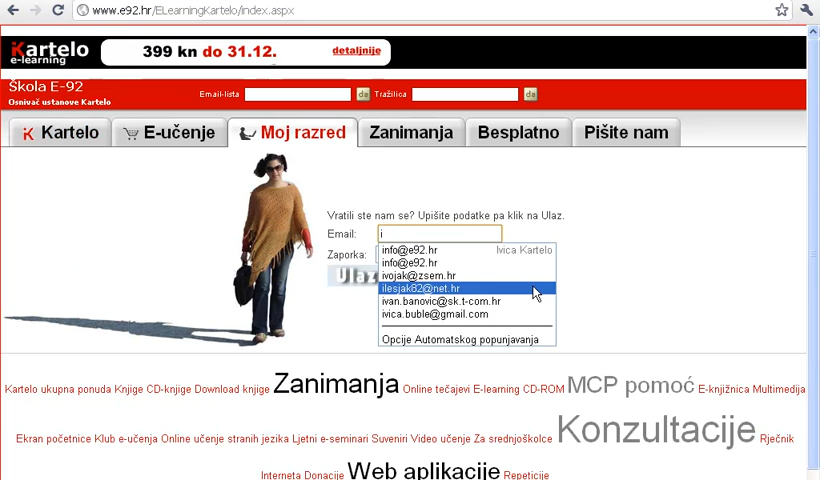 www.e92.hr/ELearningKartelo/index.aspx
Kartelo
e-learning
399 kn do 31.12.
detaljnije
Škola E-92
Osnivač ustanove Kartelo
Email-lista
da
Tražilica
da
Kartelo
E-učenje
Moj razred
Zanimanja
Besplatno
Pišite nam
Vratili ste nam se? Upišite podatke pa klik na Ulaz.
Email:
i
Zaporka:
Ulaz
info@e92.hr Ivica Kartelo
info@e92.hr
ivojak@zsem.hr
ilesjak82@net.hr
ivan.banovic@sk.t-com.hr
ivica.buble@gmail.com
Opcije Automatskog popunjavanja
Kartelo ukupna ponuda Knjige CD-knjige Download knjige Zanimanja Online tečajevi E-learning CD-ROM MCP pomoć E-knjižnica Multimedija
Ekran početnice Klub e-učenja Online učenje stranih jezika Ljetni e-seminari Suveniri Video učenje Za srednjoškolce Konzultacije Rječnik
Interneta Donacije Web aplikacije Repeticije